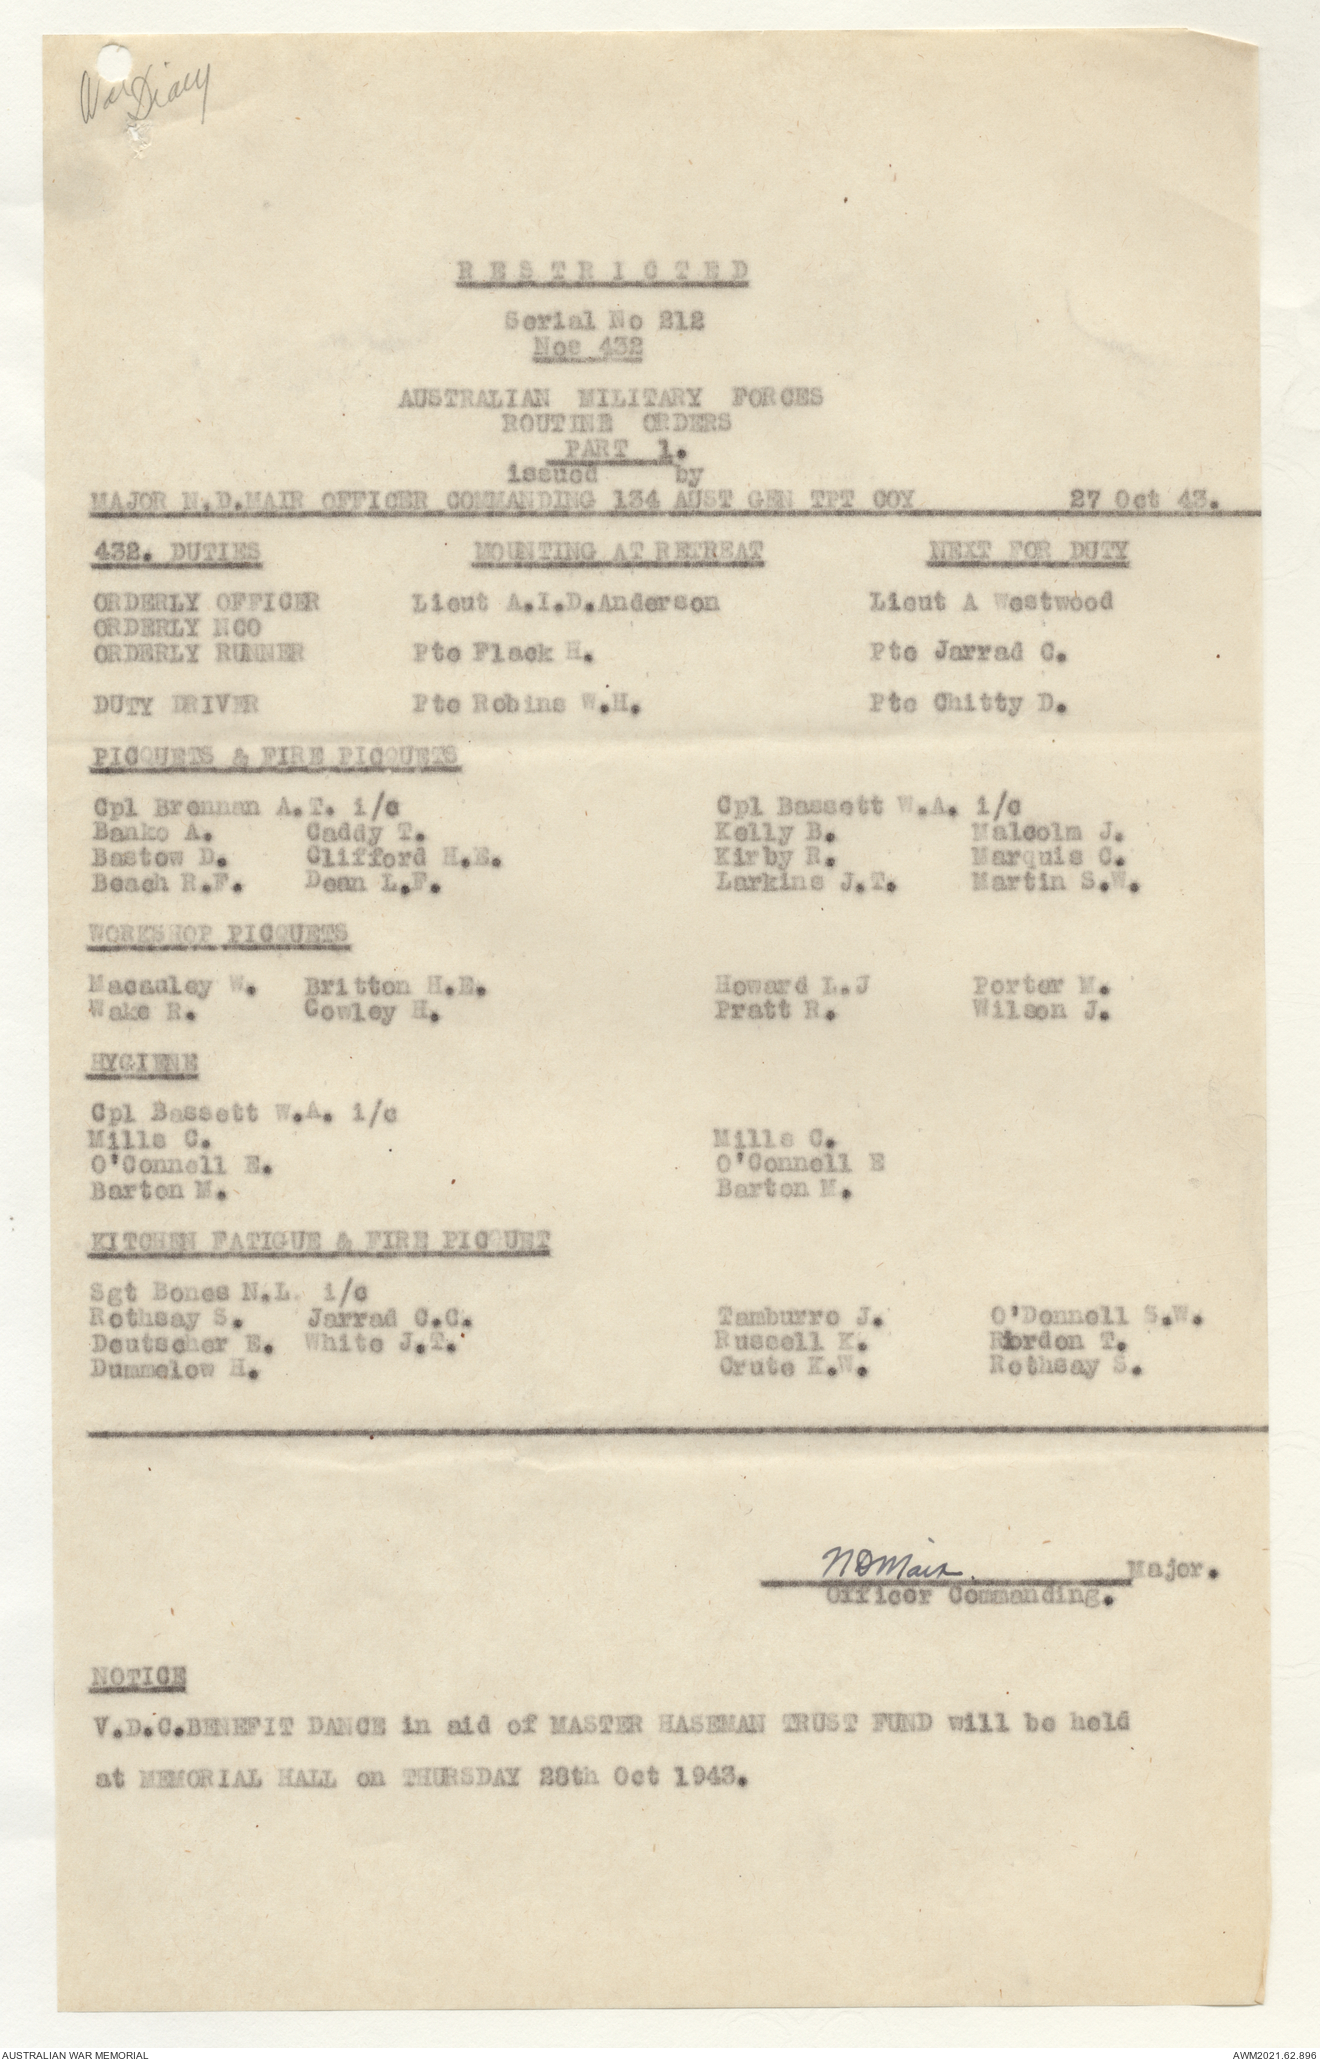 War Diary
RESTRICTED
Serial No 212
Nos 432
AUSTRALIAN MILITARY FORCES
ROUTINE ORDERS
PART 1.
issued by
MAJOR N.D.MAIR OFFICER COMMANDING 134 AUST GEN TPT COY 27 Oct 43.
432. DUTIES MOUNTING AT RETREAT NEXT FOR DUTY
ORDERLY OFFICER Lieut A.I.D.Anderson Lieut A Westwood
ORDERLY NCO
ORDERLY RUNNER Pte Flack H. Pte Jarrad C.
DUTY DRIVER Pte Robins W.H. Pte Chitty D.
PICQUETS & FIRE PICQUETS
Cpl Brennan A.T. i/c Cpl Bassett W.A. i/c
Banko A. Caddy T. Kelly B. Malcolm J.
Bastow D. Clifford H.E. Kirby R. Marquis C.
Beach R.F. Dean L.F. Larkins J.T. Martin S.W.
WORKSHOP PICQUETS
Macauley W. Britton H.E. Howard L.J Porter M.
Wake R. Cowley H. Pratt R. Wilson J.
HYGIENE
Cpl Bassett W.A. i/c
Mills C. Mills C.
O'Connell E. O'Connell E
Barton M. Barton M.
KITCHEN FATIGUE & FIRE PICQUET
Sgt Bones N.L. i/c
Rothsay S. Jarrad C.C. Tamburro J. O'Donnell S.W.
Deutscher E. White J.T. Russell K. Riordon T.
Dummelow H. Crute K.W. Rothsay S.
NDMair. Major.
Officer Commanding.
NOTICE
V.D.C.BENEFIT DANCE in aid of MASTER HASEMAN TRUST FUND will be held
at MEMORIAL HALL on THURSDAY 28th Oct 1943.
AUSTRALIAN WAR MEMORIAL AWM2021.62.896